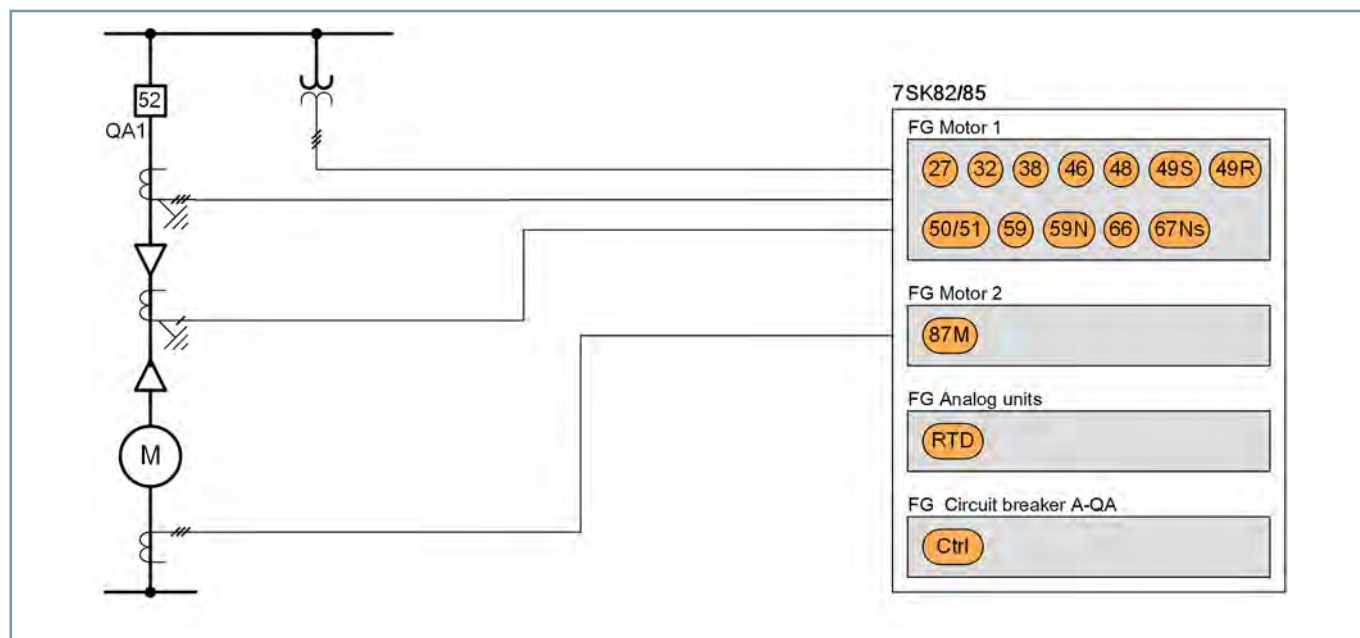 7SK82/85
52
QA1
FG Motor 1
27 32 38 46 48 49S 49R
50/51 59 59N 66 67Ns
FG Motor 2
87M
FG Analog units
RTD
M
FG Circuit breaker A-QA
Ctrl